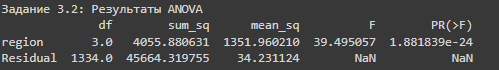 Задание 3.2: Результаты ANOVA
df sum_sq mean_sq F PR(>F)
region 3.0 4055.880631 1351.960210 39.495057 1.881839e-24
Residual 1334.0 45664.319755 34.231124 NaN NaN